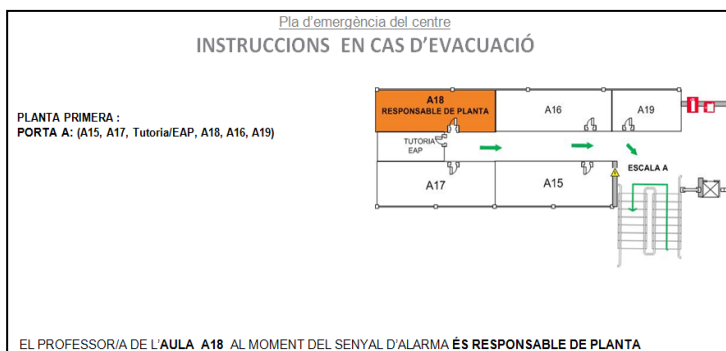 Pla d'emergència del centre
INSTRUCCIONS EN CAS D'EVACUACIÓ
PLANTA PRIMERA :
PORTA A: (A15, A17, Tutoria/EAP, A18, A16, A19)
A18
RESPONSABLE DE PLANTA
A16
A19
TUTORIA
EAP
ESCALA A
A17
A15
EL PROFESSOR/A DE L'AULA A18 AL MOMENT DEL SENYAL D'ALARMA ÉS RESPONSABLE DE PLANTA